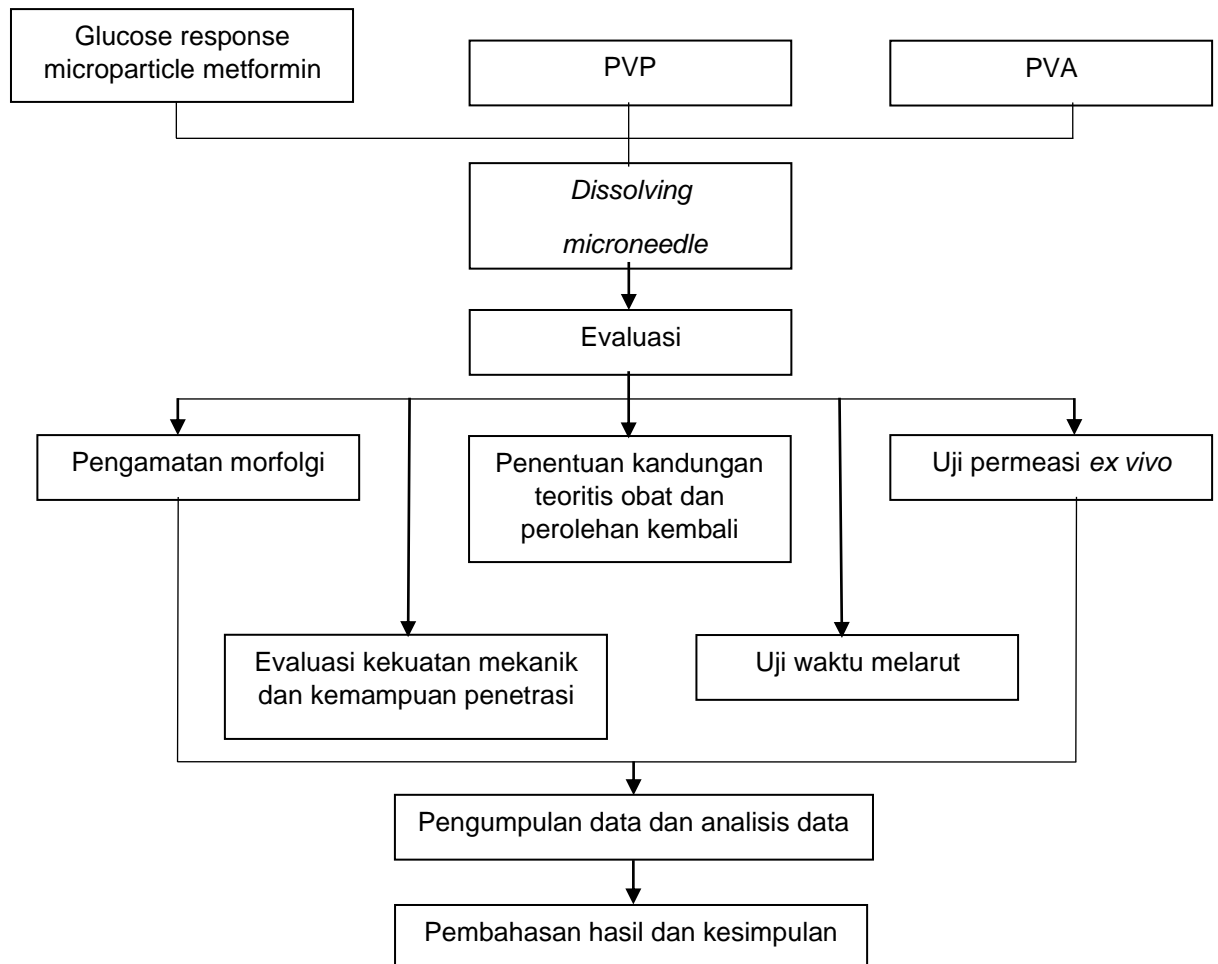 Glucose response
microparticle metformin
PVP
PVA
Dissolving
microneedle
Evaluasi
Pengamatan morfolgi
Penentuan kandungan
teoritis obat dan
perolehan kembali
Uji permeasi ex vivo
Evaluasi kekuatan mekanik
dan kemampuan penetrasi
Uji waktu melarut
Pengumpulan data dan analisis data
Pembahasan hasil dan kesimpulan